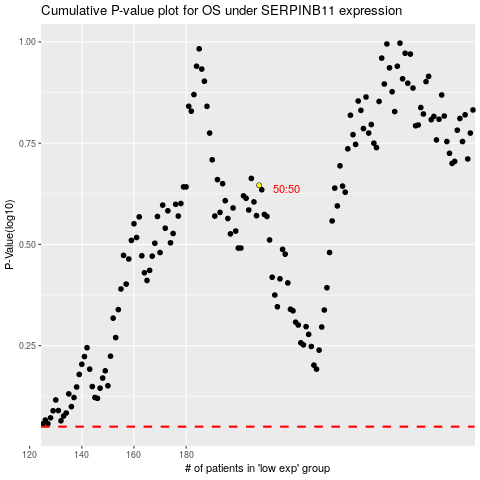 Cumulative P-value plot for OS under SERPINB11 expression
P-Value(log10)
1.00
0.75
0.50
0.25
50:50
120 140 160 180
# of patients in 'low exp' group